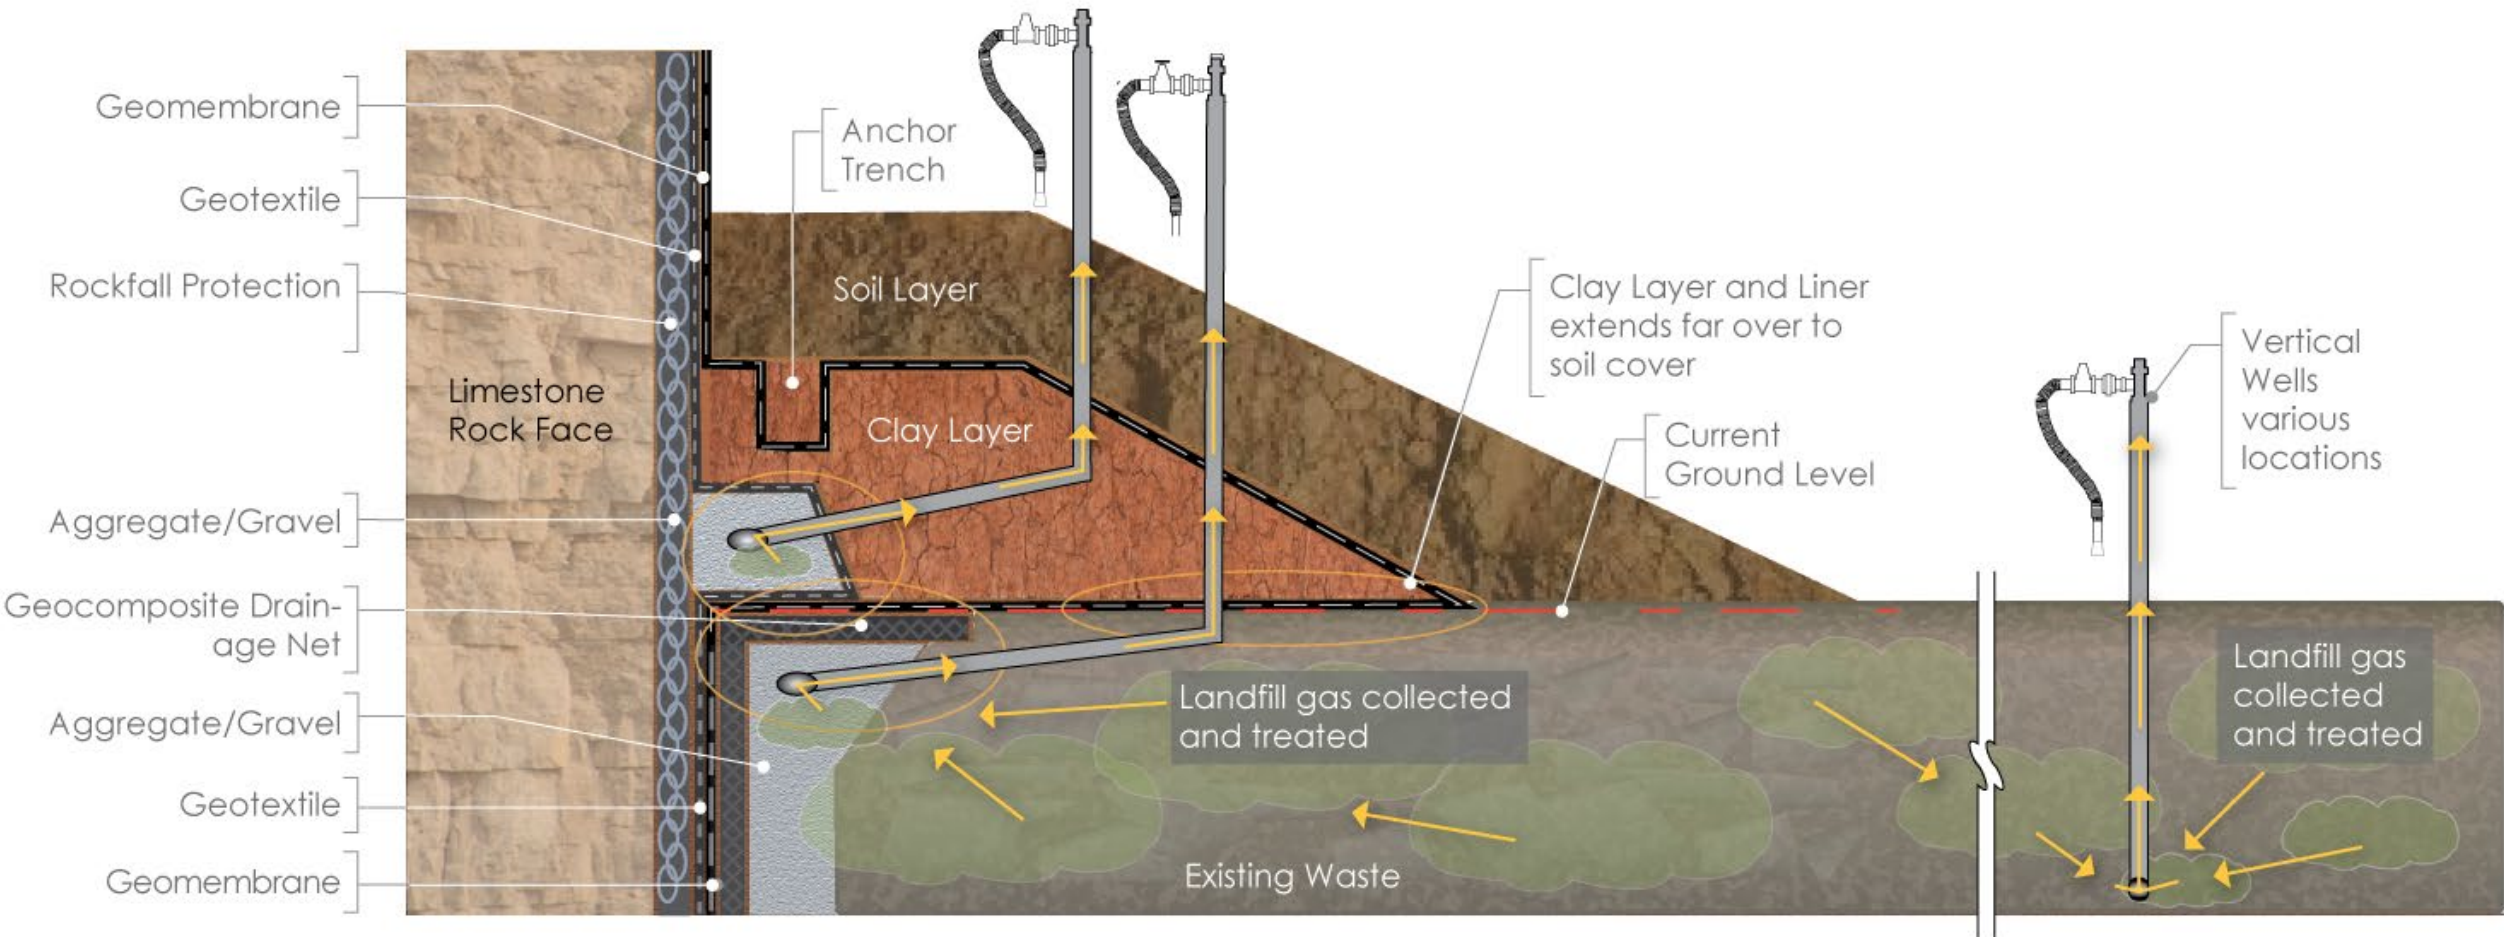 Geomembrane
Geotextile
Rockfall Protection
Limestone
Rock Face
Aggregate/Gravel
Geocomposite Drain-
age Net
Aggregate/Gravel
Geotextile
Geomembrane
Anchor
Trench
Soil Layer
Clay Layer
Clay Layer and Liner
extends far over to
soil cover
Current
Ground Level
Vertical
Wells
various
locations
Landfill gas collected
and treated
Existing Waste
Landfill gas
collected
and treated